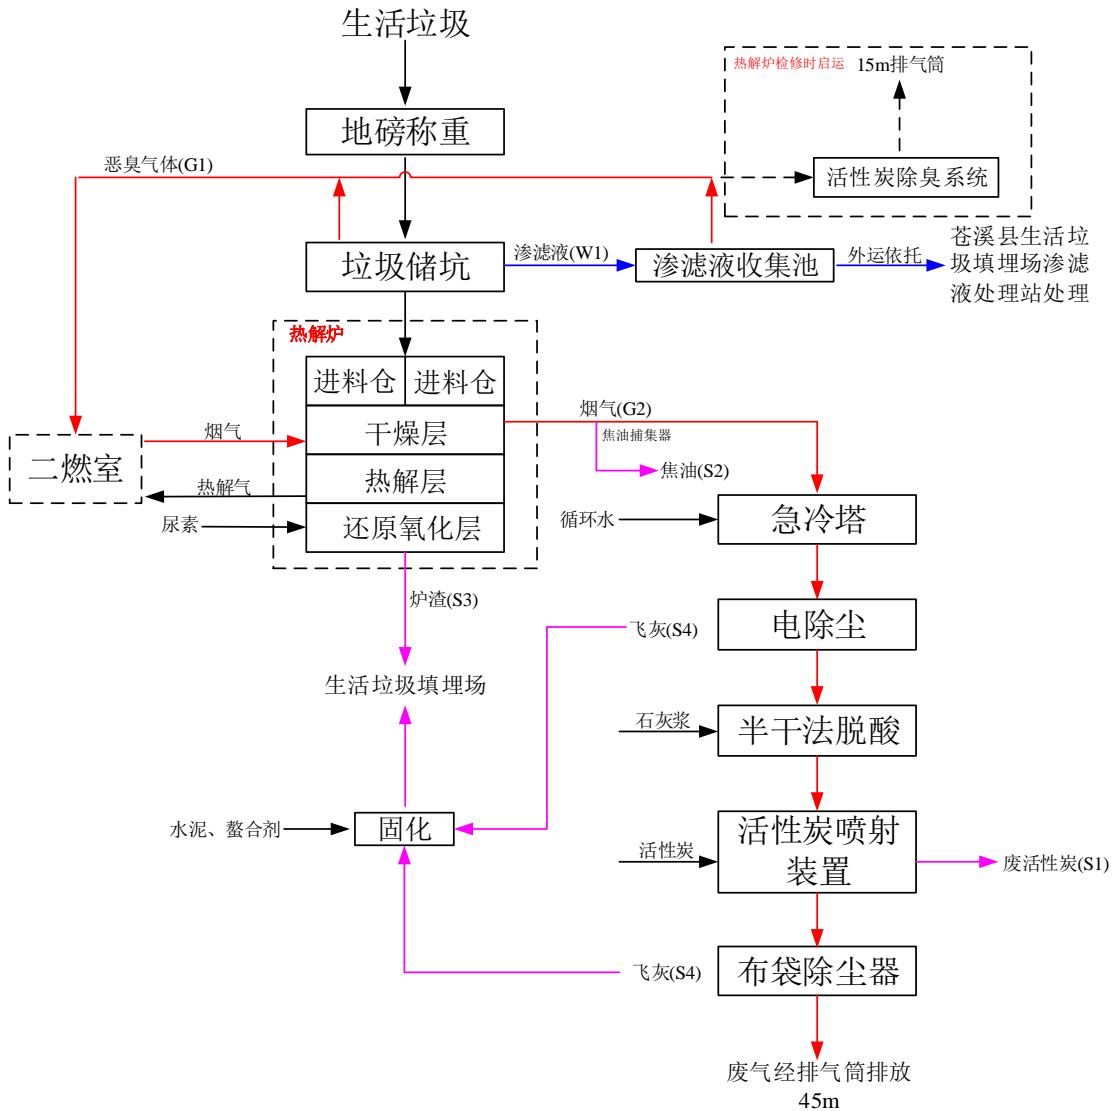 生活垃圾
热解炉检修时启运
15m排气筒
地磅称重
恶臭气体(G1)
活性炭除臭系统
垃圾储坑
渗滤液(W1)
渗滤液收集池
外运依托
苍溪县生活垃
圾填埋场渗滤
液处理站处理
热解炉
进料仓
进料仓
烟气(G2)
焦油捕集器
焦油(S2)
烟气
干燥层
二燃室
热解气
热解层
尿素
还原氧化层
循环水
急冷塔
炉渣(S3)
飞灰(S4)
电除尘
生活垃圾填埋场
石灰浆
半干法脱酸
水泥、螯合剂
固化
活性炭
活性炭喷射
装置
废活性炭(S1)
飞灰(S4)
布袋除尘器
废气经排气筒排放
45m